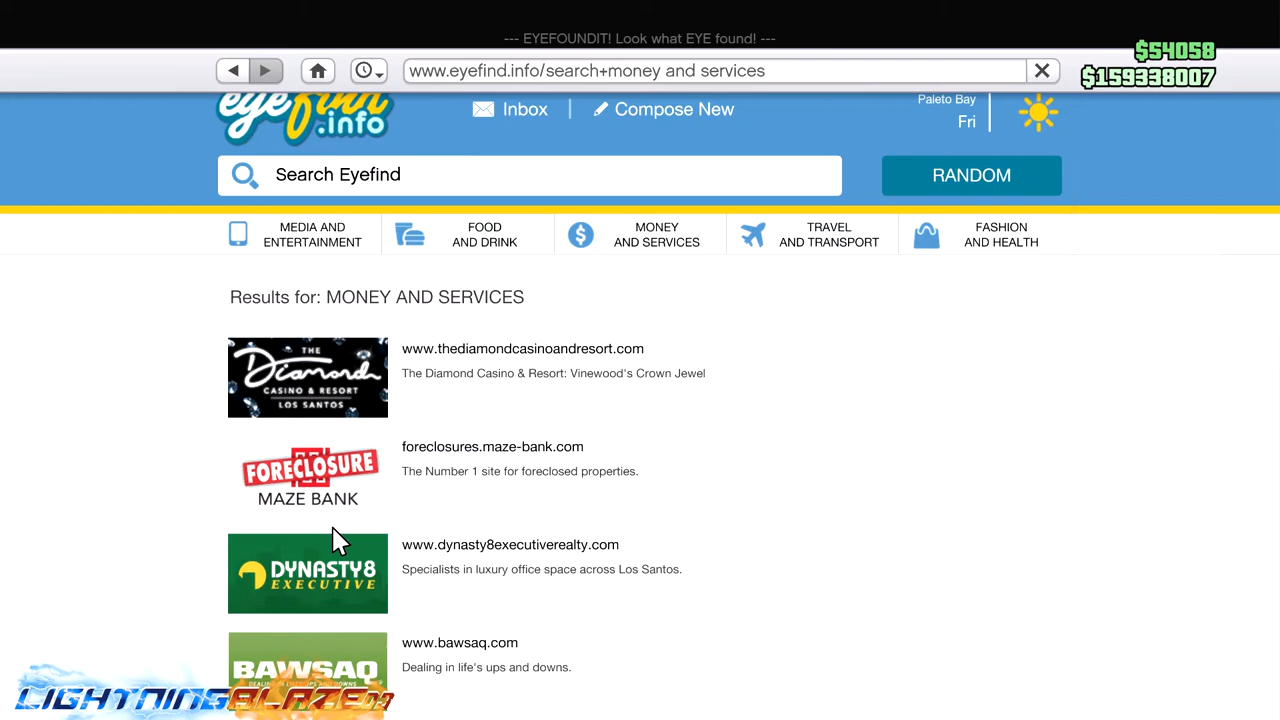 --- EYEFOUNDIT! Look what EYE found! ---
$54058
$159338007
www.eyefind.info/search+money and services
eyefind
.info
Inbox
Compose New
Paleto Bay
Fri
Search Eyefind
RANDOM
MEDIA AND
ENTERTAINMENT
FOOD
AND DRINK
MONEY
AND SERVICES
TRAVEL
AND TRANSPORT
FASHION
AND HEALTH
Results for: MONEY AND SERVICES
THE
Diamond
CASINO & RESORT
LOS SANTOS
www.thediamondcasinoandresort.com
The Diamond Casino & Resort: Vinewood's Crown Jewel
FORECLOSURE
MAZE BANK
foreclosures.maze-bank.com
The Number 1 site for foreclosed properties.
DYNASTY8
EXECUTIVE
www.dynasty8executiverealty.com
Specialists in luxury office space across Los Santos.
BAWSAQ
www.bawsaq.com
Dealing in life's ups and downs.
LIGHTNINGBLAZE